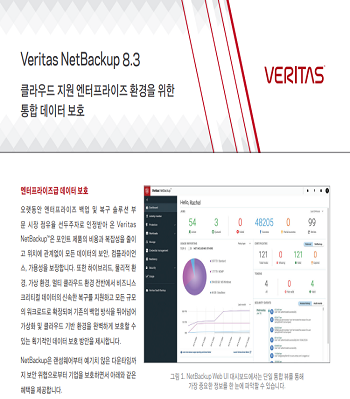 Veritas NetBackup 8.3
VERITAS
클라우드 지원 엔터프라이즈 환경을 위한
통합 데이터 보호
엔터프라이즈급 데이터 보호
오랫동안 엔터프라이즈 백업 및 복구 솔루션 부
문 시장 점유율 선두주자로 인정받아 온 Veritas
NetBackup™은 포인트 제품의 비용과 복잡성을 줄이
고 위치에 관계없이 모든 데이터의 보안, 컴플라이언
스, 가용성을 보장합니다. 또한 하이브리드, 물리적 환
경, 가상 환경, 멀티 클라우드 환경 전반에서 비즈니스
크리티컬 데이터의 신속한 복구를 지원하고 모든 규모
의 워크로드로 확장되며 기존의 백업 방식을 뛰어넘어
가상화 및 클라우드 기반 환경을 완벽하게 보호할 수
있는 획기적인 데이터 보호 방안을 제시합니다.
NetBackup은 랜섬웨어부터 예기치 않은 다운타임까
지 보안 위협으로부터 기업을 보호하면서 아래와 같은
혜택을 제공합니다.
Hello, Rachel
54
3
0
48205
0
99
121
0
121
0
4
0
4
그림 1. NetBackup Web UI 대시보드에서는 단일 통합 뷰를 통해
가장 중요한 정보를 한 눈에 파악할 수 있습니다.